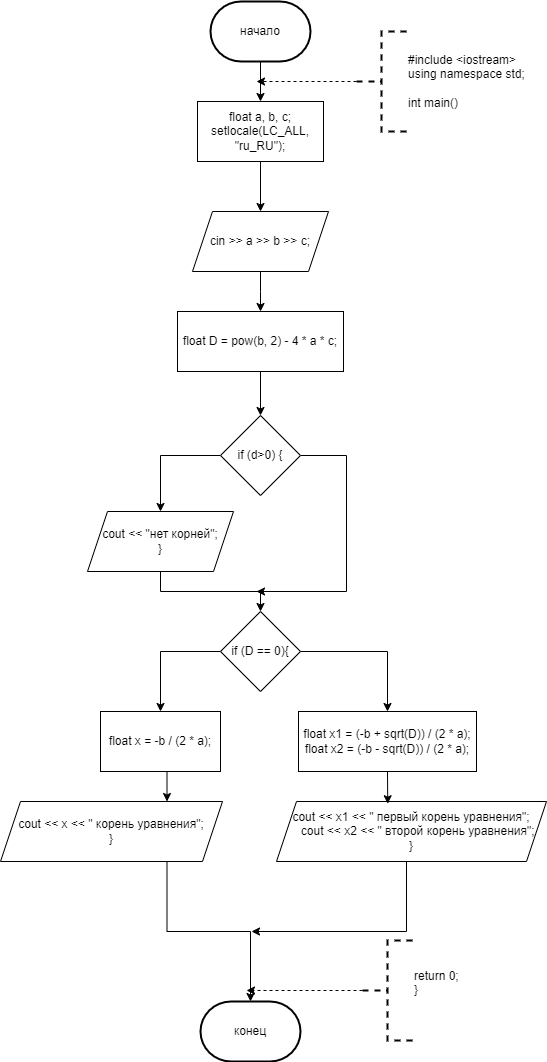 начало
#include <iostream>
using namespace std;
int main()
float a, b, c;
setlocale(LC_ALL,
"ru_RU");
cin >> a >> b >> c;
float D = pow(b, 2) - 4 * a * c;
if (d>0) {
cout << "нет корней";
}
if (D == 0){
float x = -b / (2 * a);
float x1 = (-b + sqrt(D)) / (2 * a);
float x2 = (-b - sqrt(D)) / (2 * a);
cout << x << " корень уравнения";
}
cout << x1 << " первый корень уравнения";
cout << x2 << " второй корень уравнения";
}
return 0;
}
конец